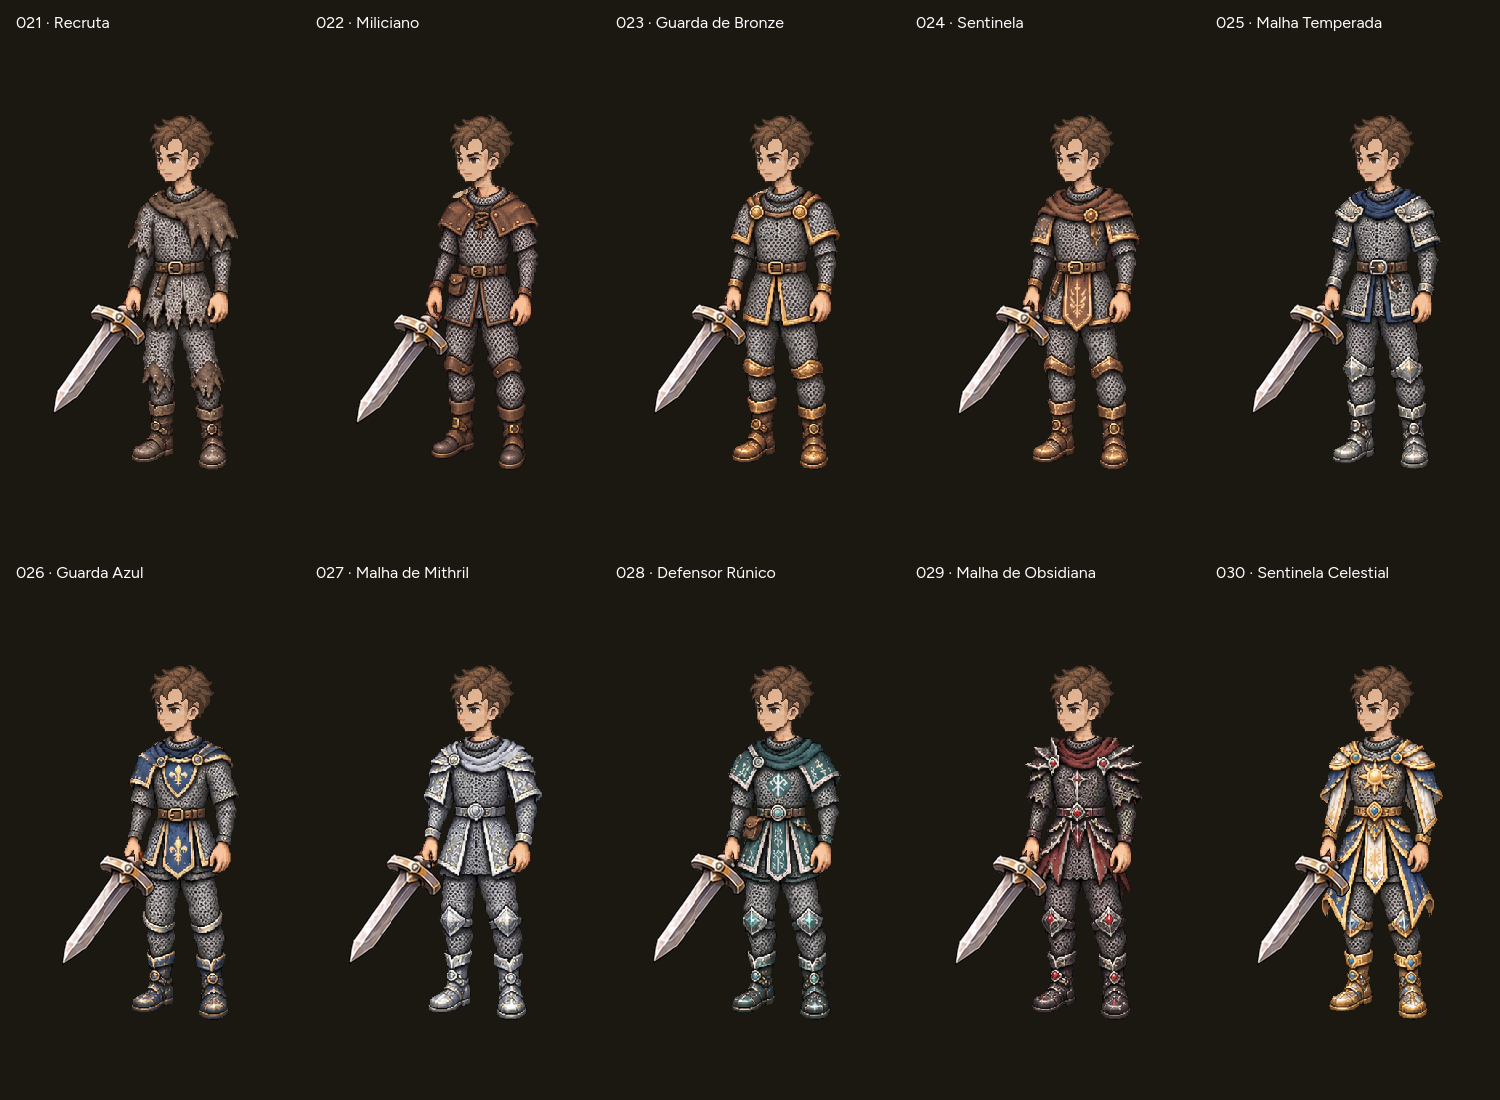 021 · Recruta
022 · Miliciano
023 · Guarda de Bronze
024 · Sentinela
025 · Malha Temperada
026 · Guarda Azul
027 · Malha de Mithril
028 · Defensor Rúnico
029 · Malha de Obsidiana
030 · Sentinela Celestial